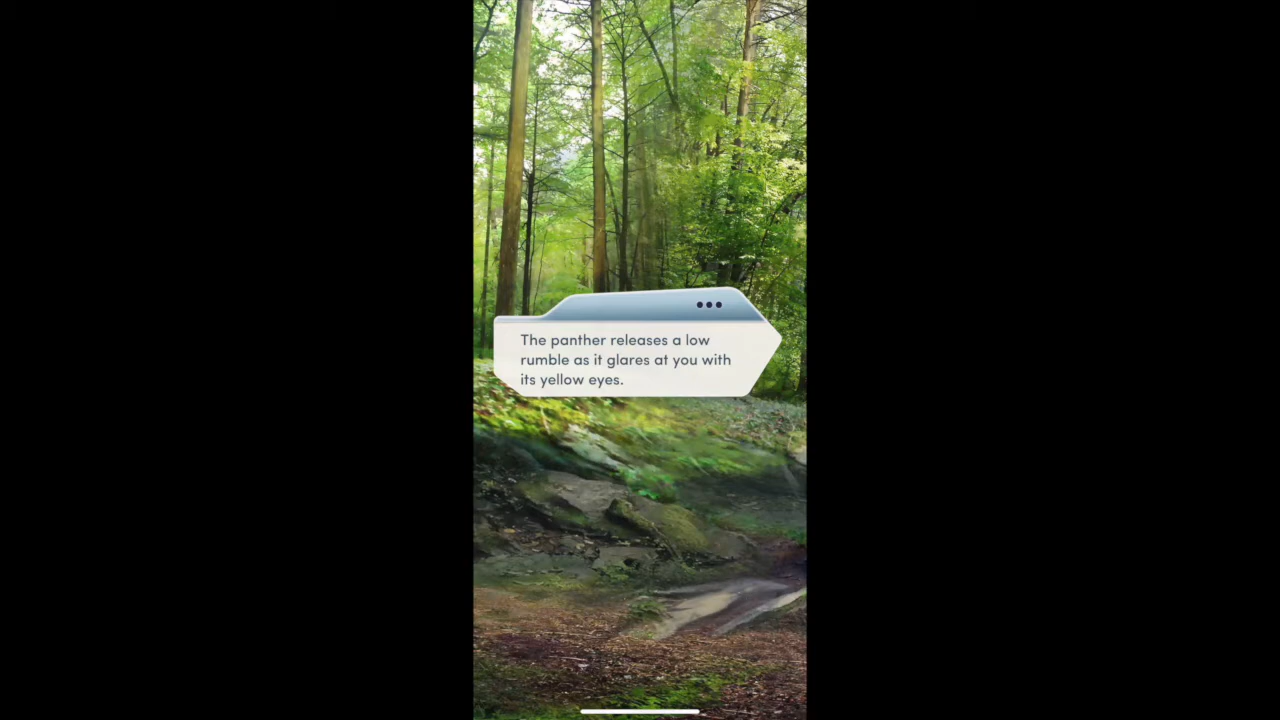 The panther releases a low
rumble as it glares at you with
its yellow eyes.